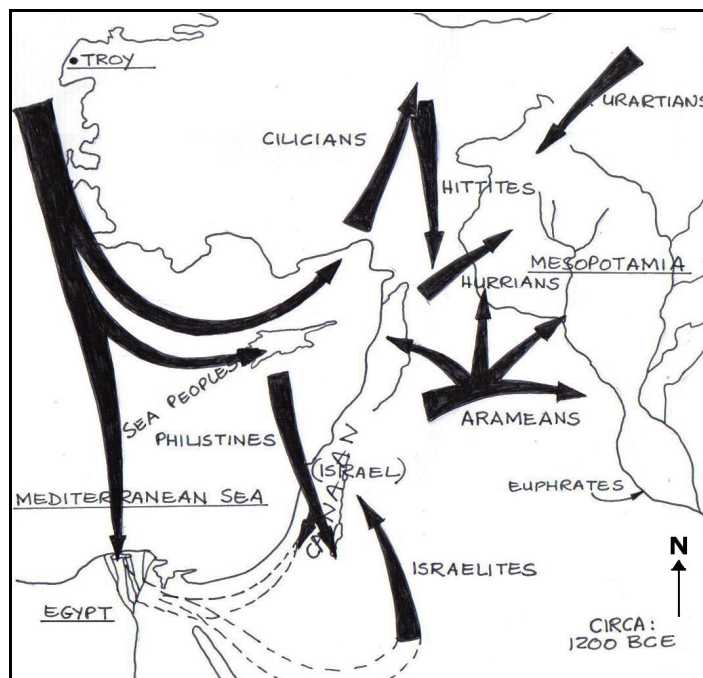 TROY
URARTIANS
CILICIANS
HITTITES
MESOPOTAMIA
HURRIANS
SEA PEOPLES
PHILISTINES
ARAMEANS
(ISRAEL)
CANAAN
MEDITERRANEAN SEA
EUPHRATES
N
ISRAELITES
EGYPT
CIRCA:
1200 BCE